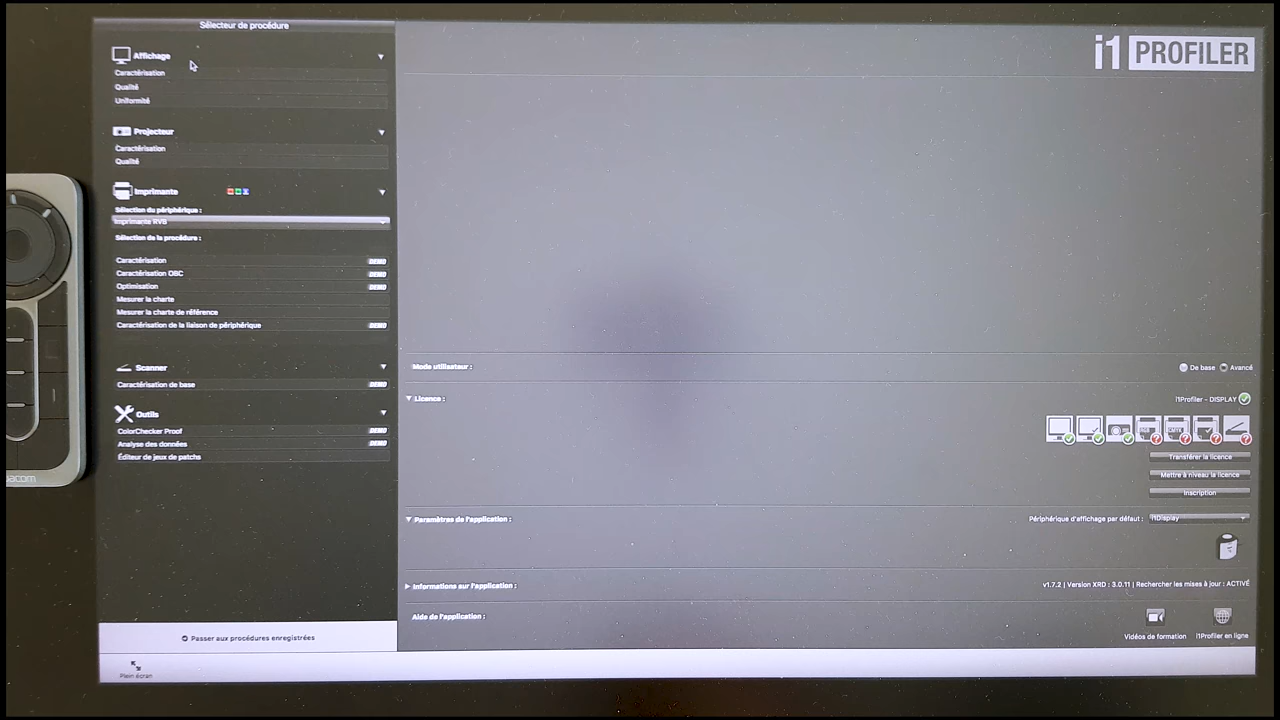 Sélecteur de procédure
i1 PROFILER
Affichage
Caractérisation
Qualité
Uniformité
Projecteur
Caractérisation
Qualité
Imprimante
Sélection du périphérique :
Imprimante RVB
Sélection de la procédure :
Caractérisation DEMO
Caractérisation OBC DEMO
Optimisation DEMO
Mesurer la charte
Mesurer la charte de référence
Caractérisation de la liaison de périphérique DEMO
Scanner
Caractérisation de base DEMO
Outils
ColorChecker Proof DEMO
Analyse des données DEMO
Éditeur de jeux de patchs
Passer aux procédures enregistrées
Plein écran
Mode utilisateur :
De base Avancé
Licence :
i1Profiler - DISPLAY
Transférer la licence
Mettre à niveau la licence
Inscription
Paramètres de l'application :
Périphérique d'affichage par défaut : i1Display
Informations sur l'application :
v1.7.2 | Version XRD : 3.0.11 | Rechercher les mises à jour : ACTIVÉ
Aide de l'application :
Vidéos de formation
i1Profiler en ligne